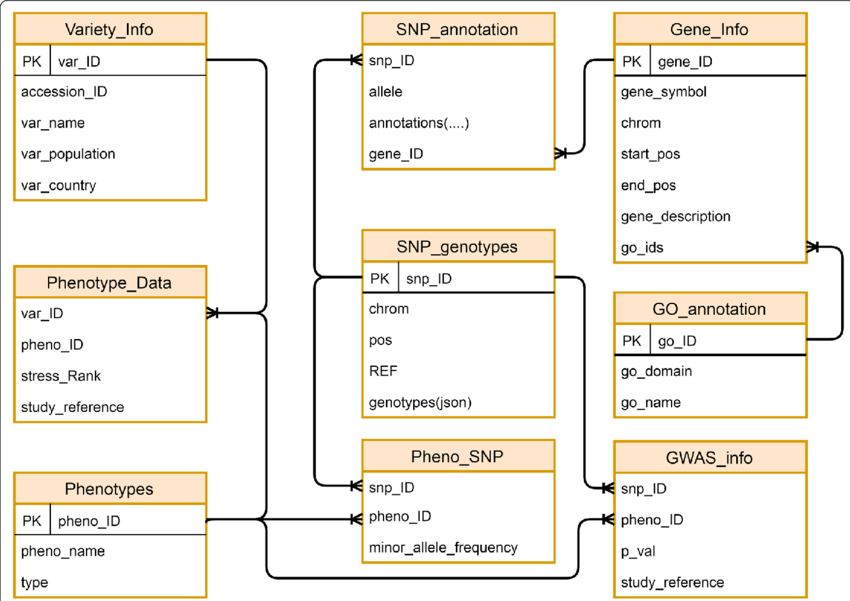 Variety_Info
PK var_ID
accession_ID
var_name
var_population
var_country
Phenotype_Data
var_ID
pheno_ID
stress_Rank
study_reference
Phenotypes
PK pheno_ID
pheno_name
type
SNP_annotation
snp_ID
allele
annotations(....)
gene_ID
SNP_genotypes
PK snp_ID
chrom
pos
REF
genotypes(json)
Pheno_SNP
snp_ID
pheno_ID
minor_allele_frequency
Gene_Info
PK gene_ID
gene_symbol
chrom
start_pos
end_pos
gene_description
go_ids
GO_annotation
PK go_ID
go_domain
go_name
GWAS_info
snp_ID
pheno_ID
p_val
study_reference